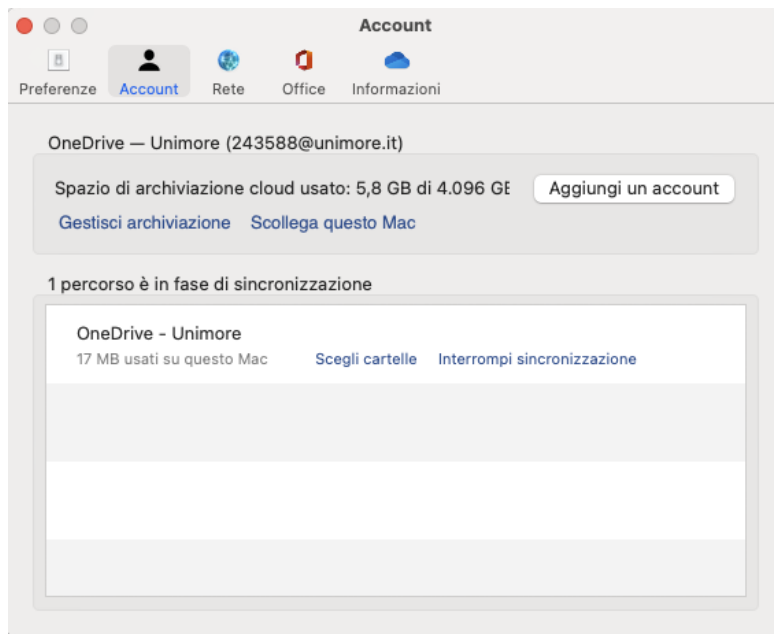 Account
Preferenze Account Rete Office Informazioni
OneDrive — Unimore (243588@unimore.it)
Spazio di archiviazione cloud usato: 5,8 GB di 4.096 GE Aggiungi un account
Gestisci archiviazione Scollega questo Mac
1 percorso è in fase di sincronizzazione
OneDrive - Unimore
17 MB usati su questo Mac Scegli cartelle Interrompi sincronizzazione